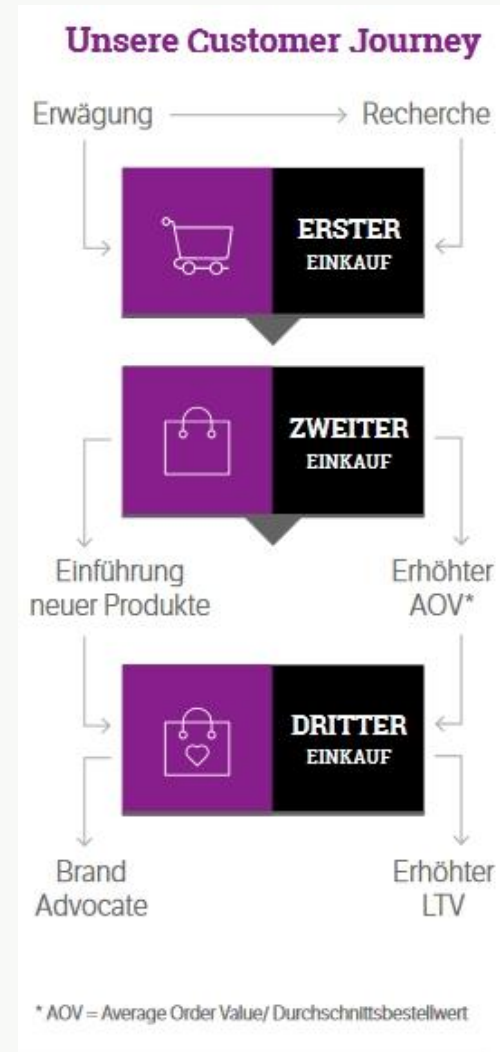 Unsere Customer Journey
Erwägung
Recherche
ERSTER
EINKAUF
ZWEITER
EINKAUF
Einführung
neuer Produkte
Erhöhter
AOV*
DRITTER
EINKAUF
Brand
Advocate
Erhöhter
LTV
* AOV = Average Order Value/ Durchschnittsbestellwert